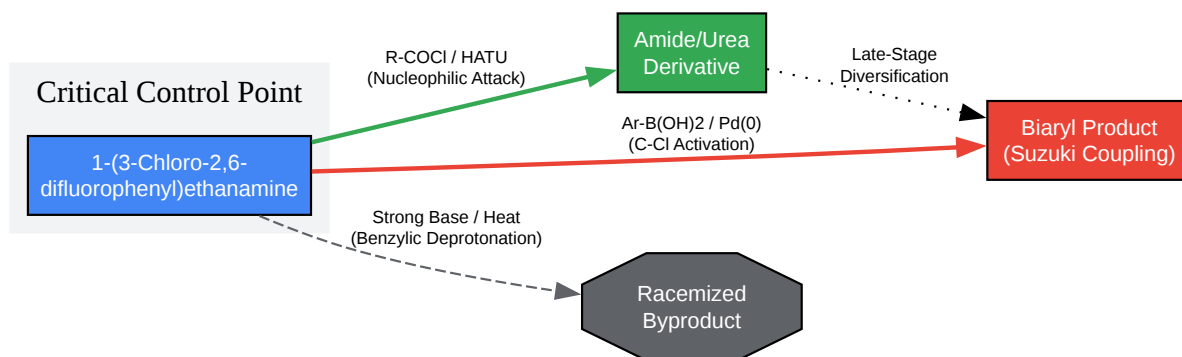 Critical Control Point
1-(3-Chloro-2,6-
difluorophenyl)ethanamine
R-COCl / HATU
(Nucleophilic Attack)
Amide/Urea
Derivative
Late-Stage
Diversification
Ar-B(OH)2 / Pd(0)
(C-Cl Activation)
Biaryl Product
(Suzuki Coupling)
Strong Base / Heat
(Benzylic Deprotonation)
Racemized
Byproduct